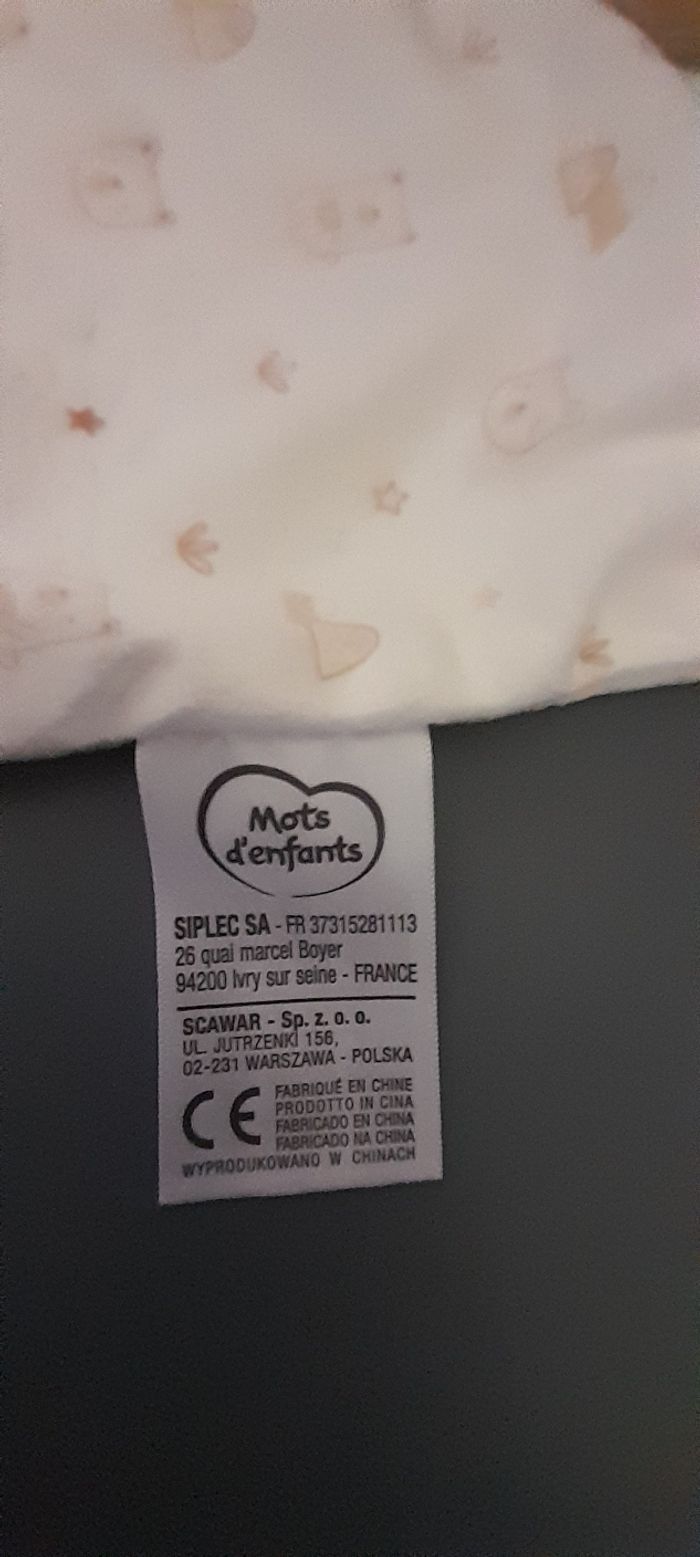 Mots
d'enfants
SIPLEC SA - FR 37315281113
26 quai marcel Boyer
94200 Ivry sur seine - FRANCE
SCAWAR - Sp. z. o. o.
UL. JUTRZENKI 156,
02-231 WARSZAWA - POLSKA
CE
FABRIQUÉ EN CHINE
PRODOTTO IN CINA
FABRICADO EN CHINA
FABRICADO NA CHINA
WYPRODUKOWANO W CHINACH